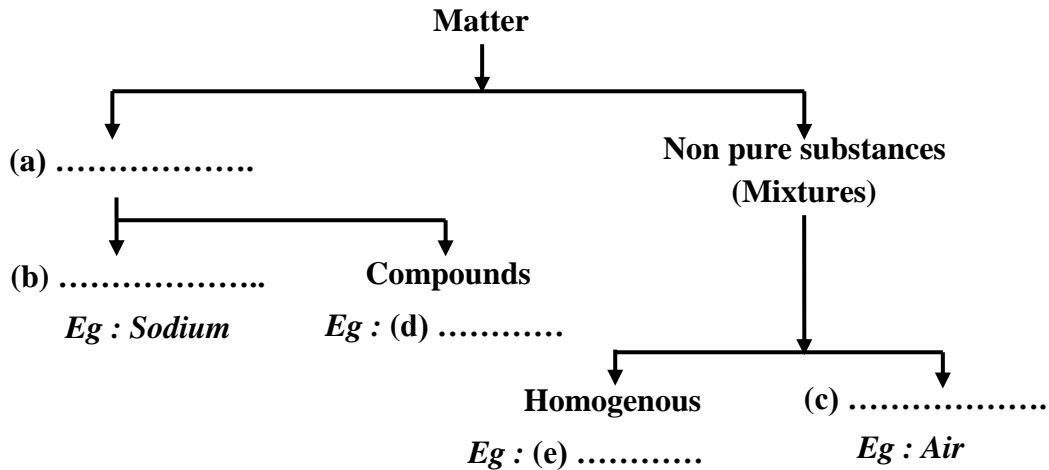 Matter
(a) ………………….
Non pure substances
(Mixtures)
(b) ………………...
Compounds
Eg : Sodium
Eg : (d) …………
Homogenous
(c) ………………….
Eg : (e) …………
Eg : Air